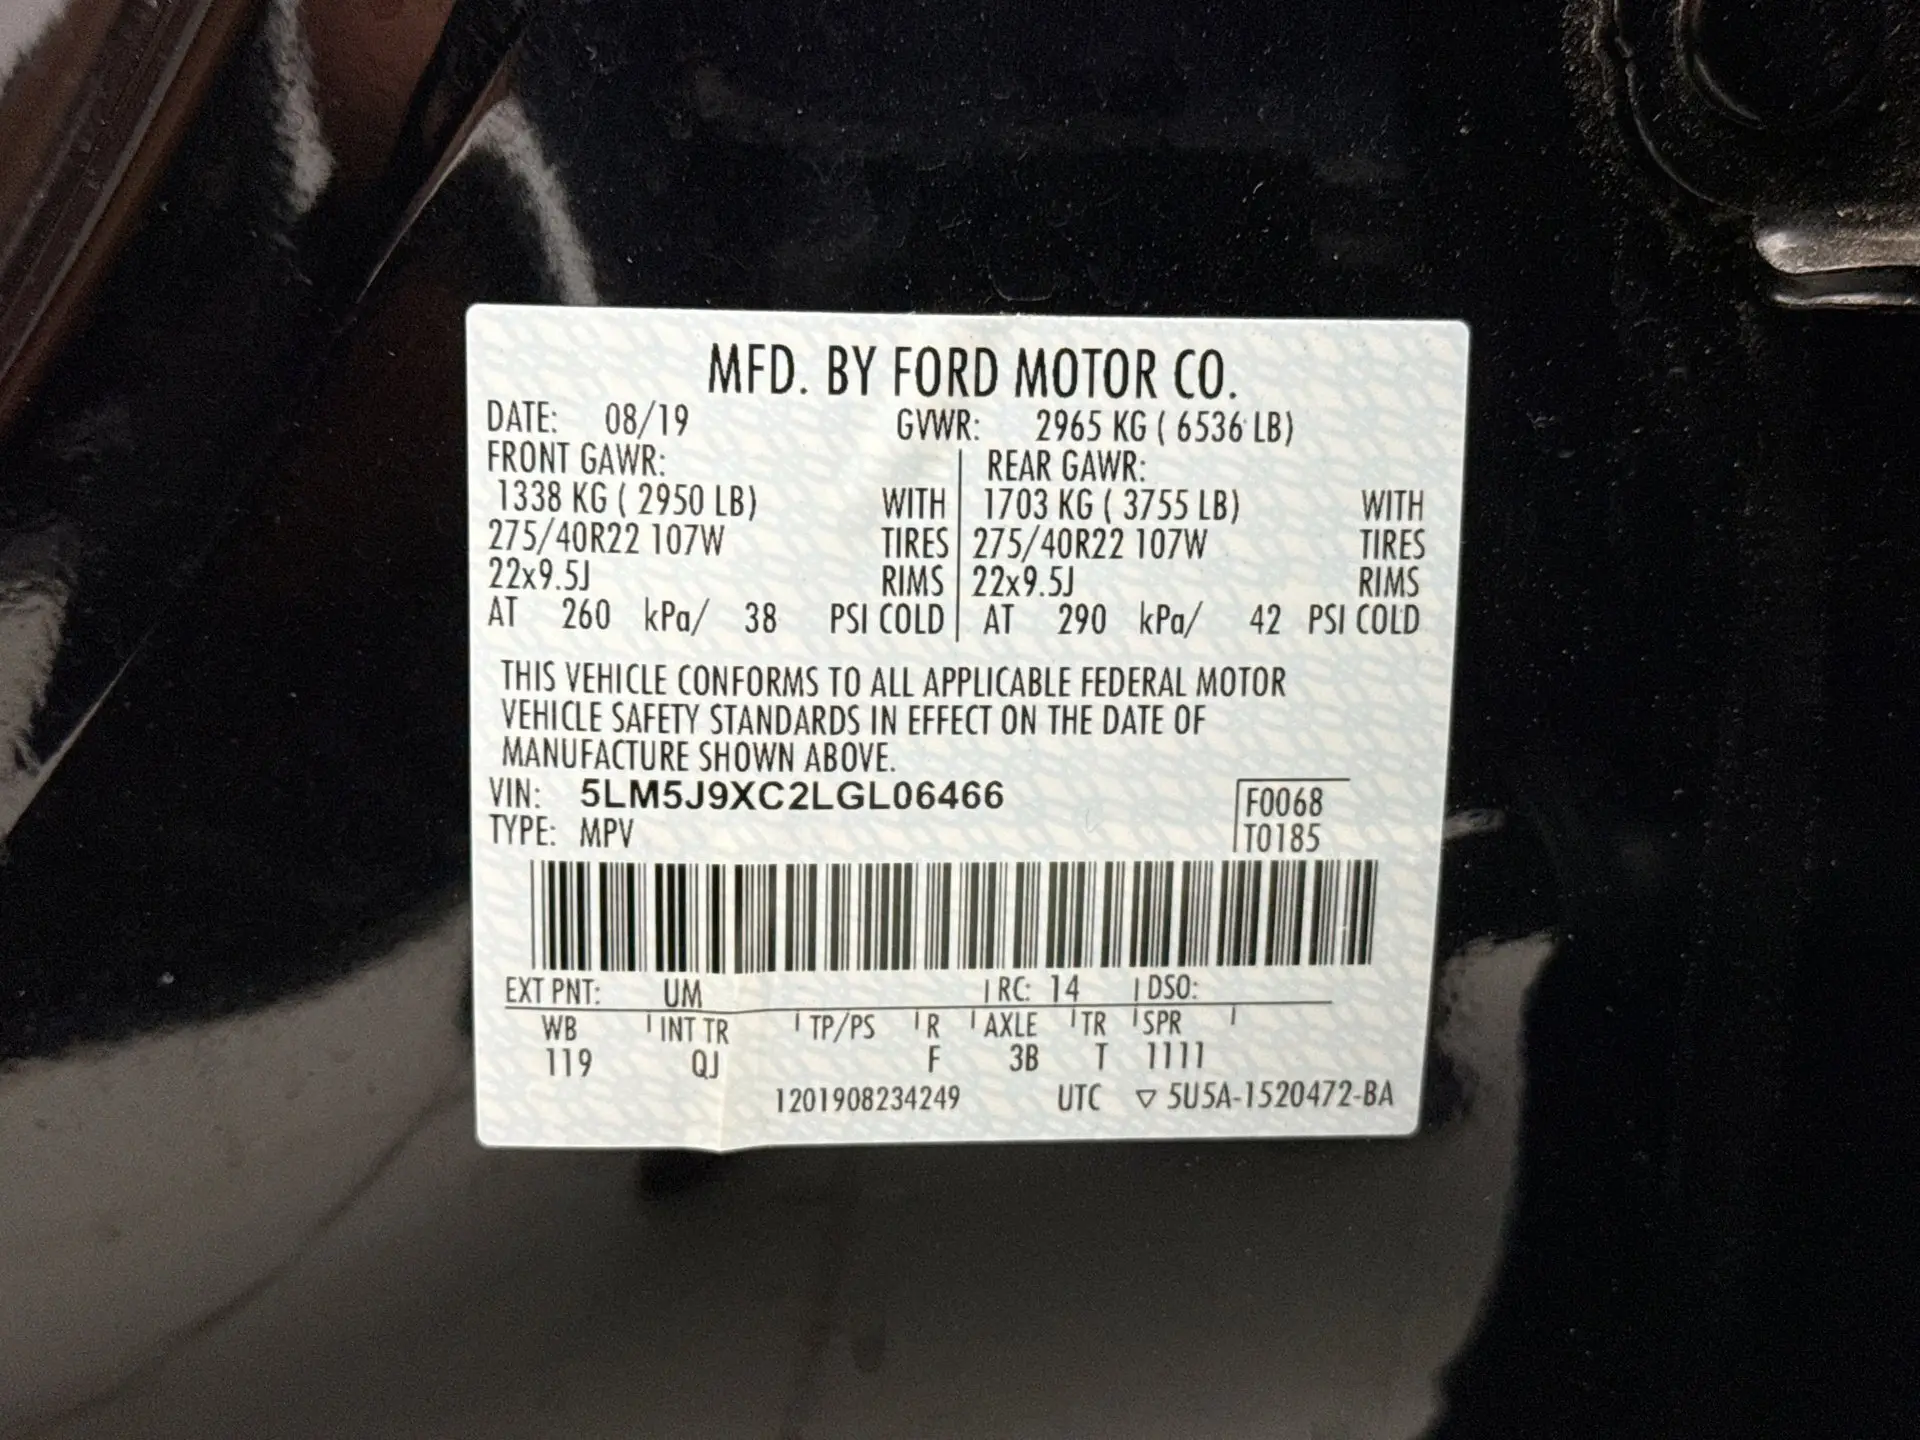 MFD. BY FORD MOTOR CO.
DATE: 08/19 GVWR: 2965 KG ( 6536 LB)
FRONT GAWR: REAR GAWR:
1338 KG ( 2950 LB) WITH 1703 KG ( 3755 LB) WITH
275/40R22 107W TIRES 275/40R22 107W TIRES
22x9.5J RIMS 22x9.5J RIMS
AT 260 kPa/ 38 PSI COLD AT 290 kPa/ 42 PSI COLD
THIS VEHICLE CONFORMS TO ALL APPLICABLE FEDERAL MOTOR
VEHICLE SAFETY STANDARDS IN EFFECT ON THE DATE OF
MANUFACTURE SHOWN ABOVE.
VIN: 5LM5J9XC2LGL06466 F0068
TYPE: MPV T0185
EXT PNT: UM RC: 14 DSO:
WB INT TR TP/PS R AXLE TR SPR
119 QJ F 3B T 1111
1201908234249 UTC ▽ 5U5A-1520472-BA